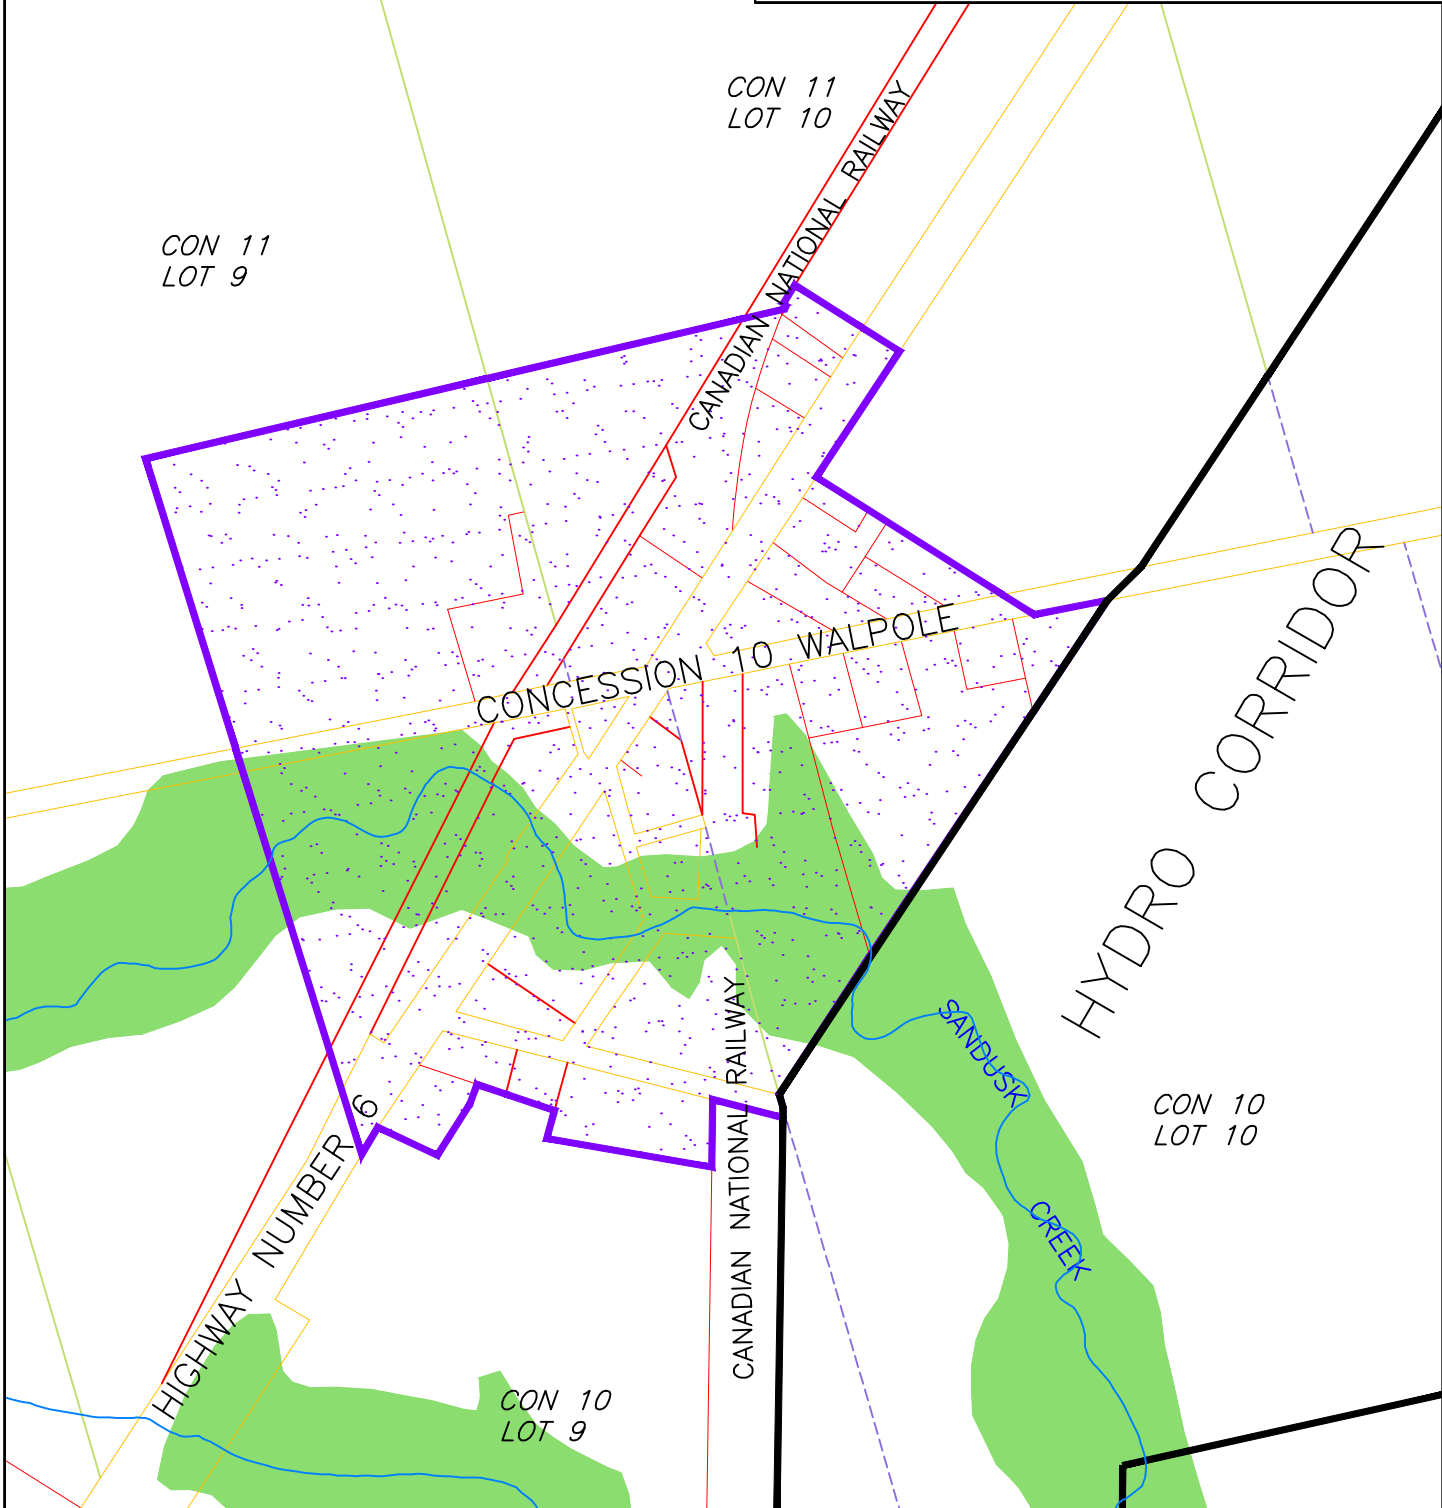 CON 11
LOT 10
CANADIAN NATIONAL RAILWAY
CON 11
LOT 9
CONCESSION 10 WALPOLE
HYDRO CORRIDOR
SANDUSK CREEK
CON 10
LOT 10
HIGHWAY NUMBER 6
CANADIAN NATIONAL RAILWAY
CON 10
LOT 9